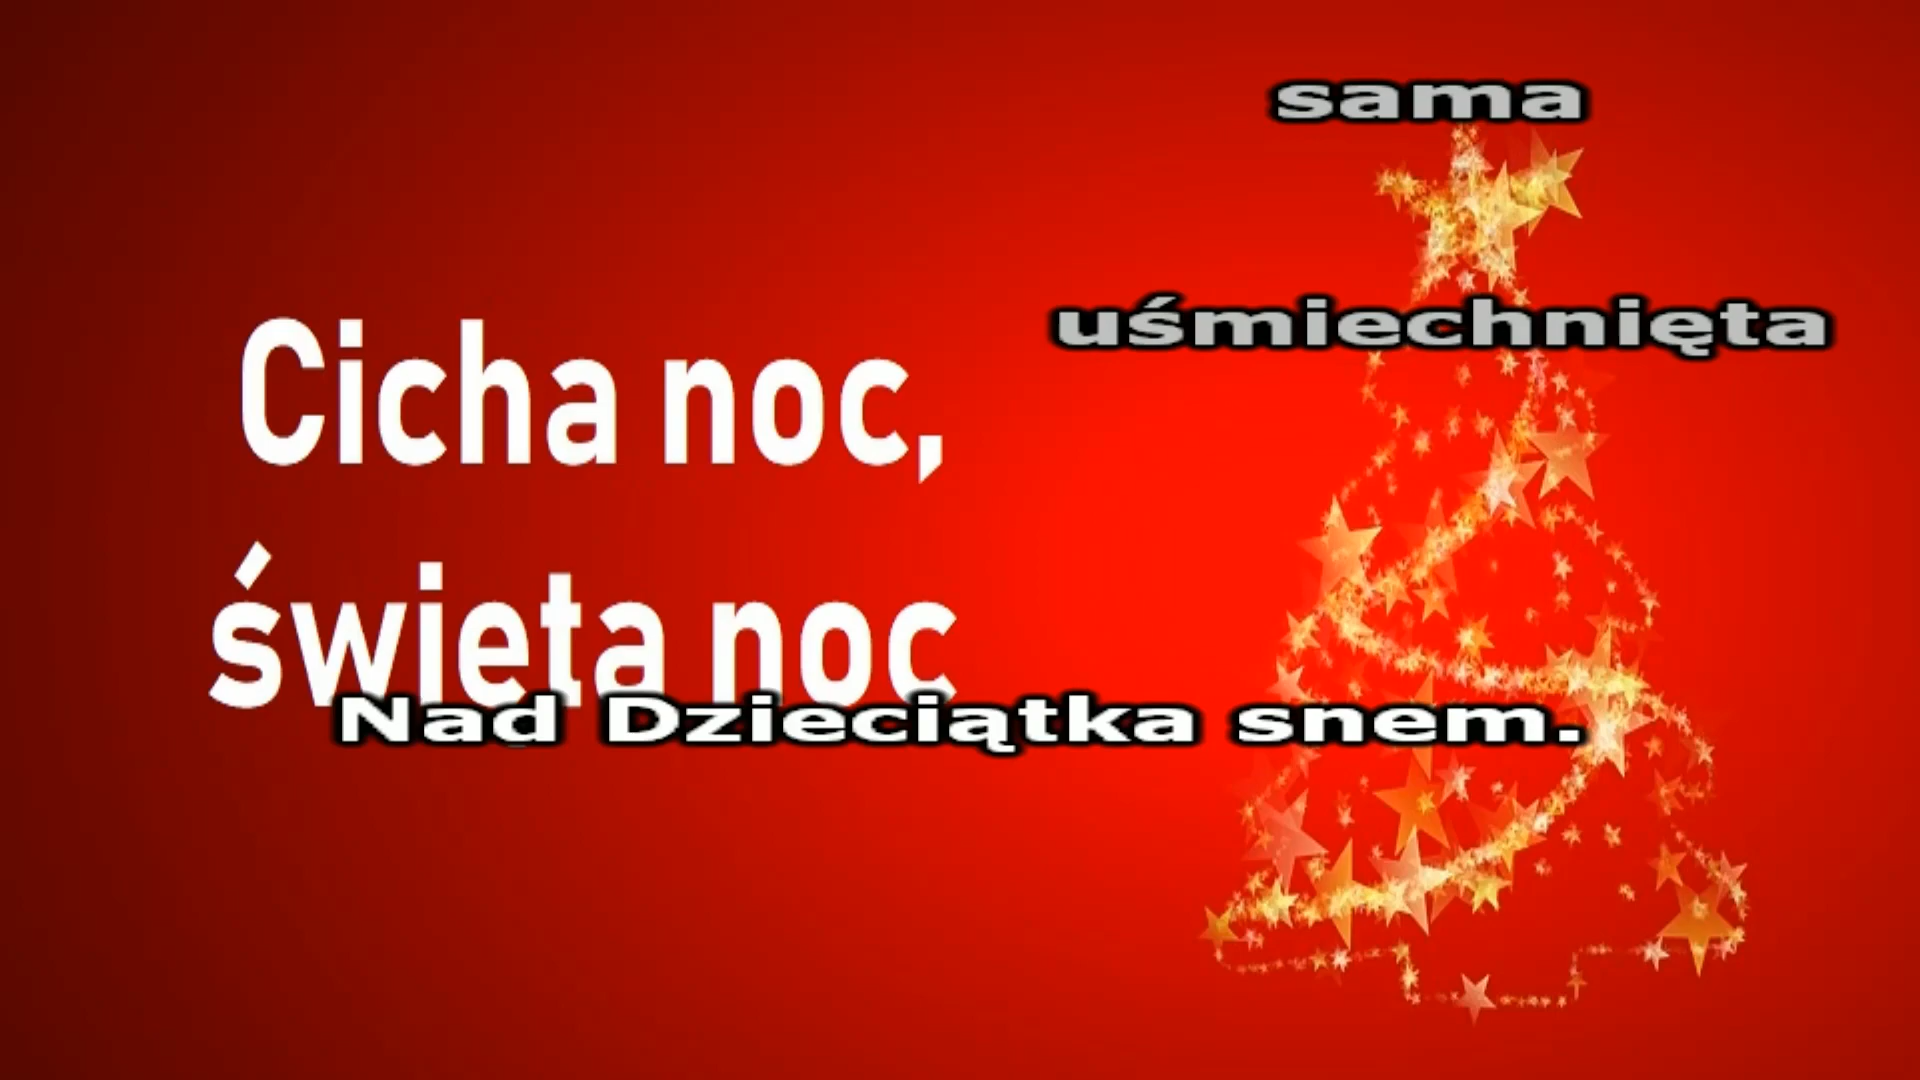 sama
uśmiechnięta
Cicha noc,
święta noc
Nad Dzieciątka snem.